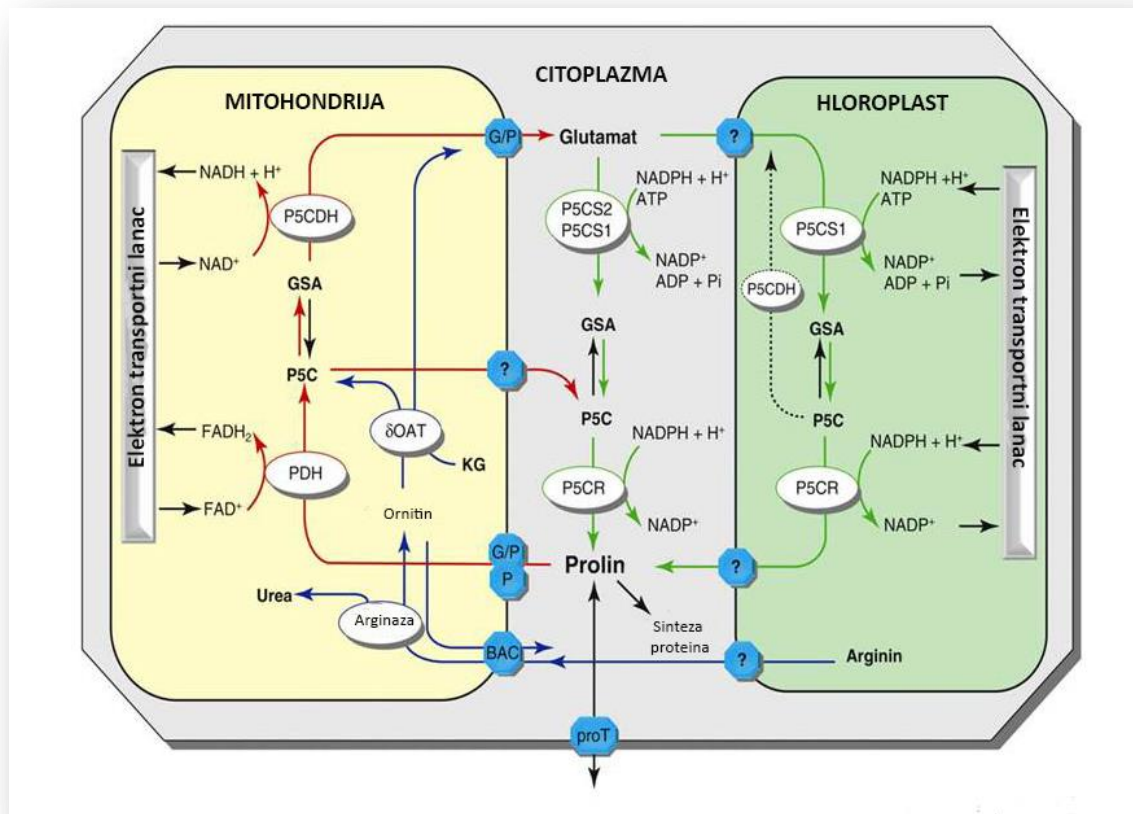 CITOPLAZMA
MITOHONDRIJA
HLOROPLAST
Elektron transportni lanac
NADH + H⁺
P5CDH
NAD⁺
GSA
P5C
FADH₂
PDH
FAD⁺
δOAT
KG
Ornitin
Urea
Arginaza
G/P
?
G/P
P
BAC
Glutamat
P5CS2
P5CS1
NADPH + H⁺
ATP
NADP⁺
ADP + Pi
GSA
P5C
NADPH + H⁺
P5CR
NADP⁺
Prolin
Sinteza
proteina
proT
?
?
?
P5CDH
P5CS1
NADPH +H⁺
ATP
NADP⁺
ADP + Pi
GSA
P5C
NADPH + H⁺
P5CR
NADP⁺
Arginin
Elektron transportni lanac